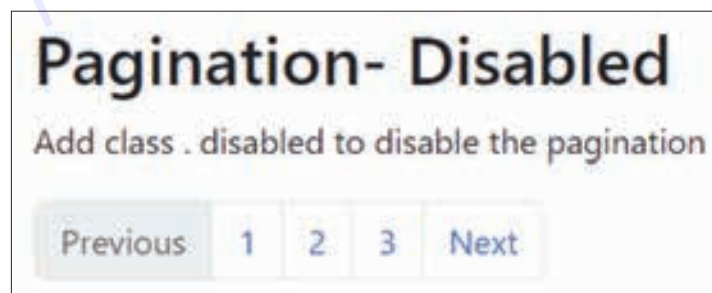 Pagination- Disabled
Add class . disabled to disable the pagination
Previous 1 2 3 Next